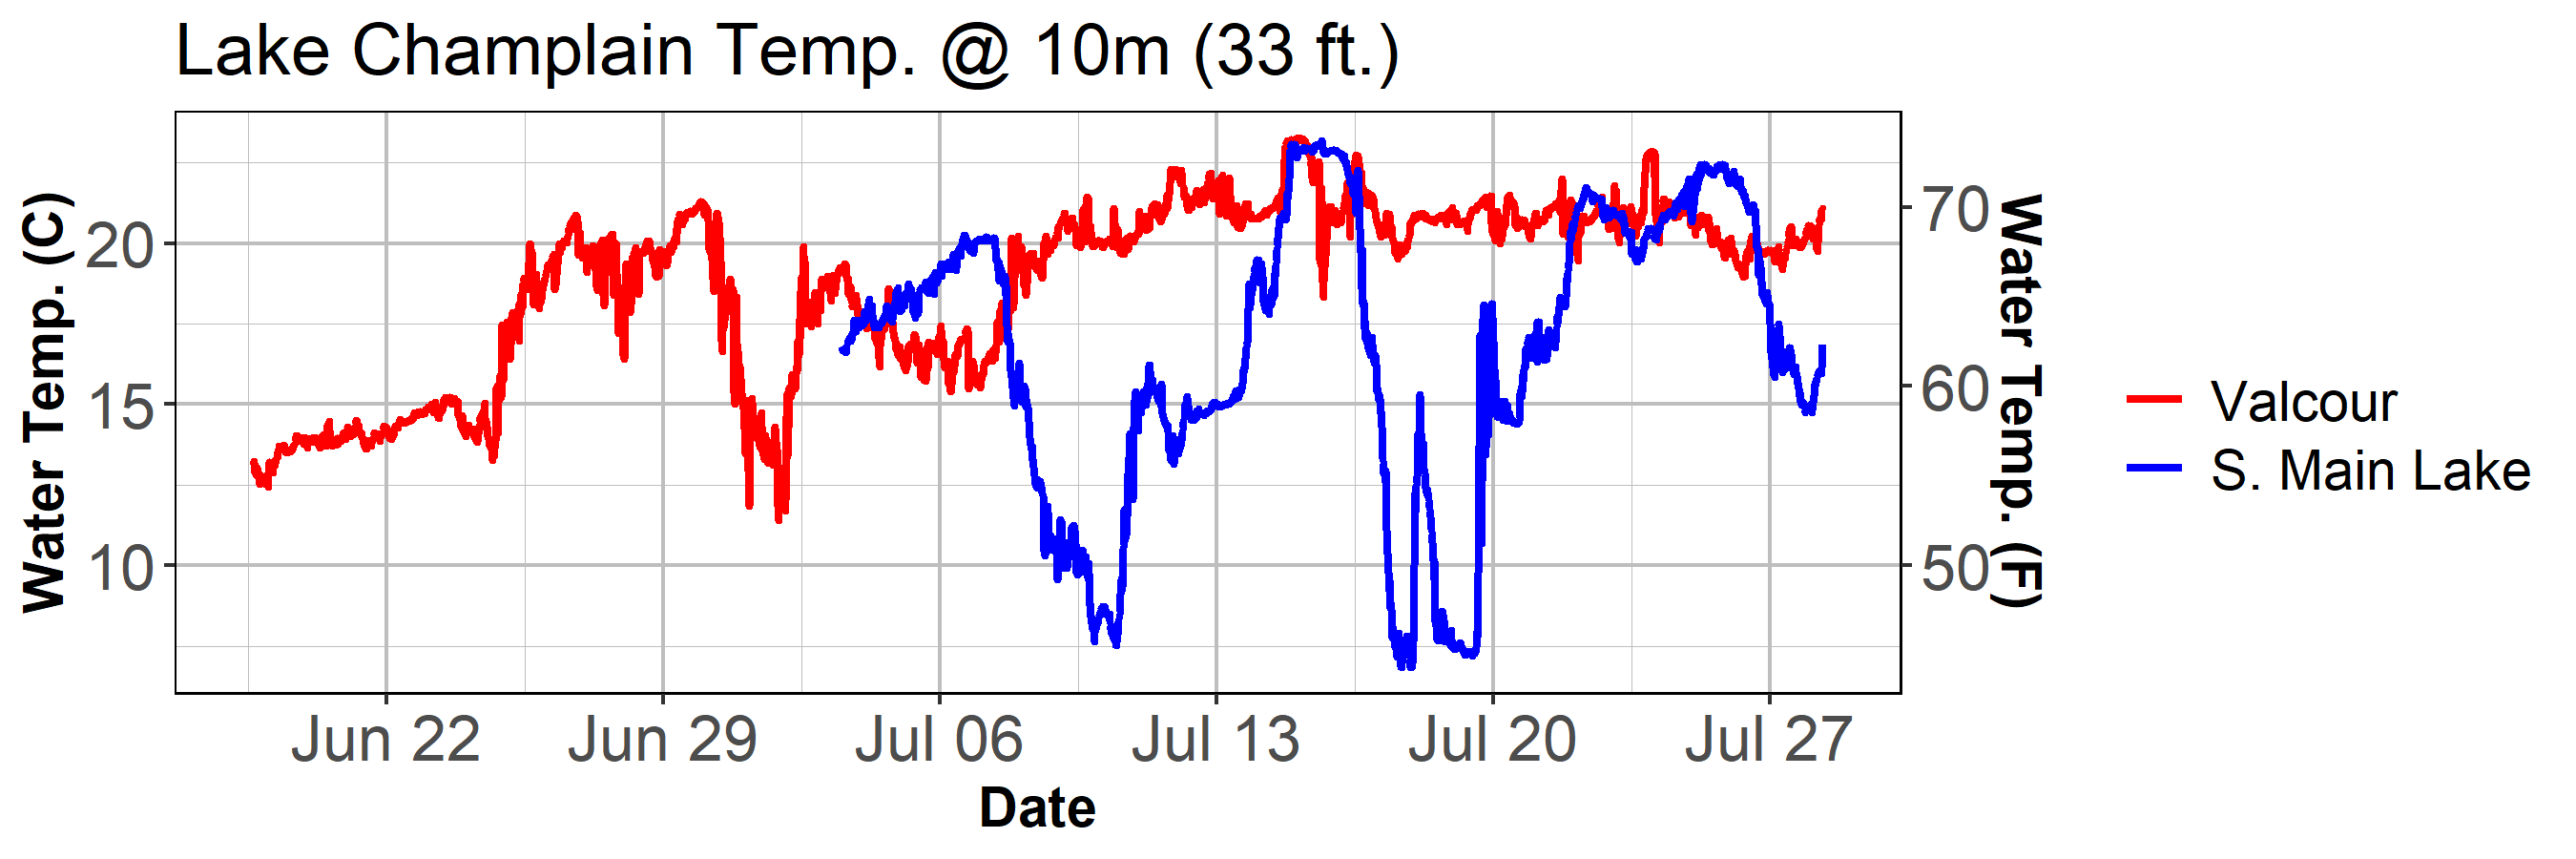 Lake Champlain Temp. @ 10m (33 ft.)
Water Temp. (C)
20
15
10
70
60
50
Water Temp. (F)
Jun 22
Jun 29
Jul 06
Jul 13
Jul 20
Jul 27
Date
Valcour
S. Main Lake